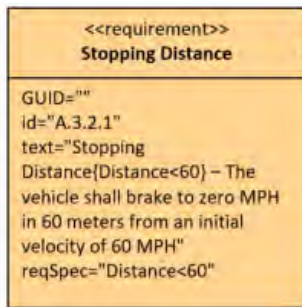 <<requirement>>
Stopping Distance
GUID=""
id="A.3.2.1"
text="Stopping
Distance{Distance<60} – The
vehicle shall brake to zero MPH
in 60 meters from an initial
velocity of 60 MPH"
reqSpec="Distance<60"